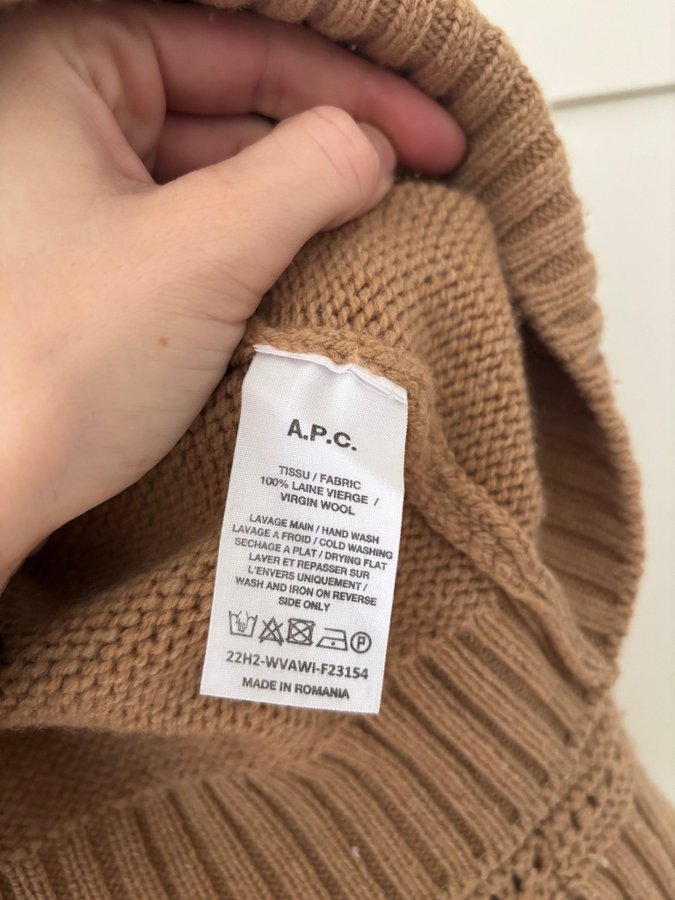 A.P.C.
TISSU / FABRIC
100% LAINE VIERGE /
VIRGIN WOOL
LAVAGE MAIN / HAND WASH
LAVAGE A FROID / COLD WASHING
SECHAGE A PLAT / DRYING FLAT
LAVER ET REPASSER SUR
L'ENVERS UNIQUEMENT /
WASH AND IRON ON REVERSE
SIDE ONLY
P
22H2-WVAWI-F23154
MADE IN ROMANIA